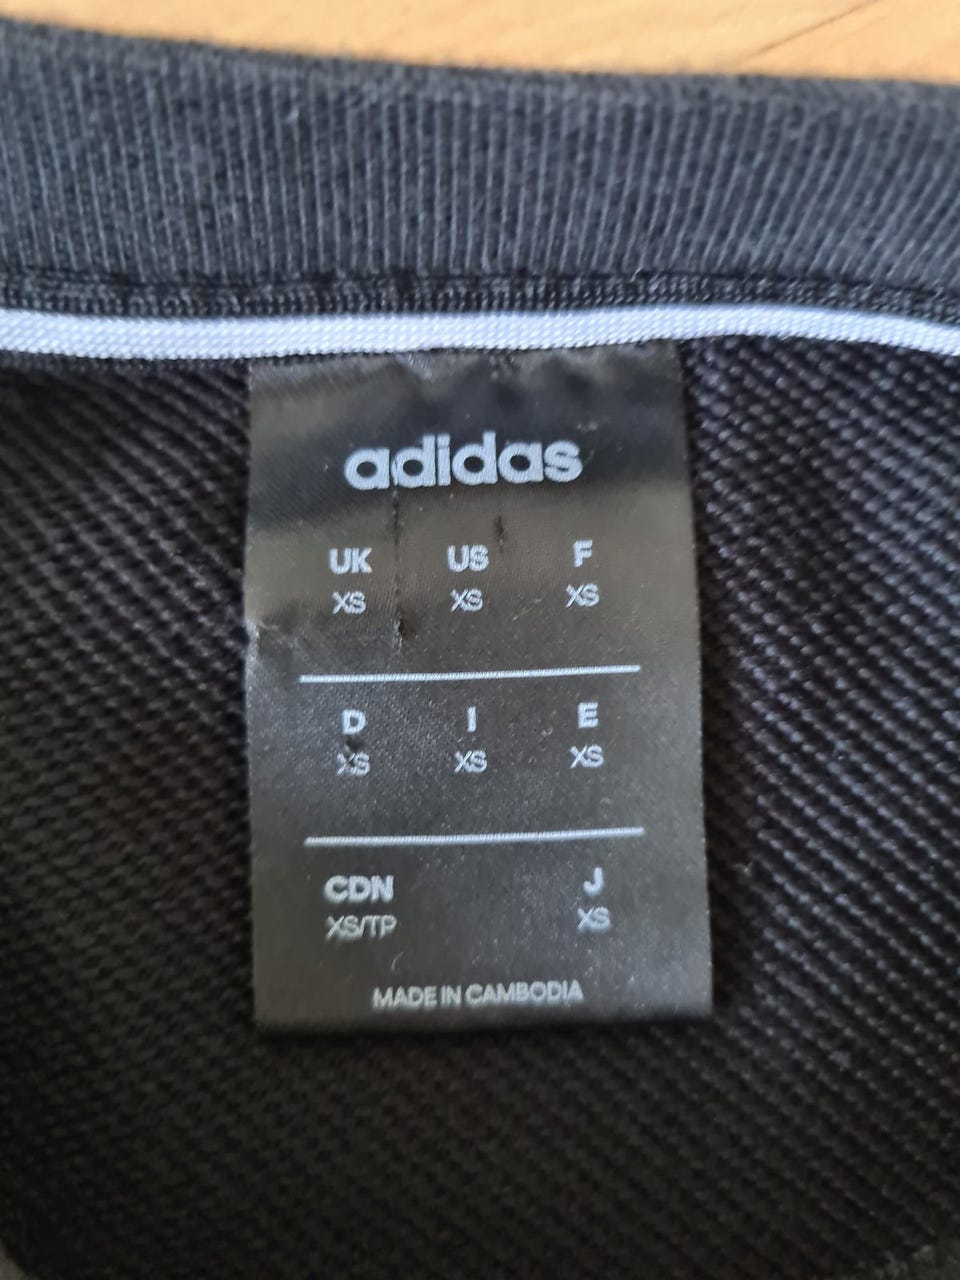 adidas
UK US F
XS XS XS
D I E
XS XS XS
CDN J
XS/TP XS
MADE IN CAMBODIA